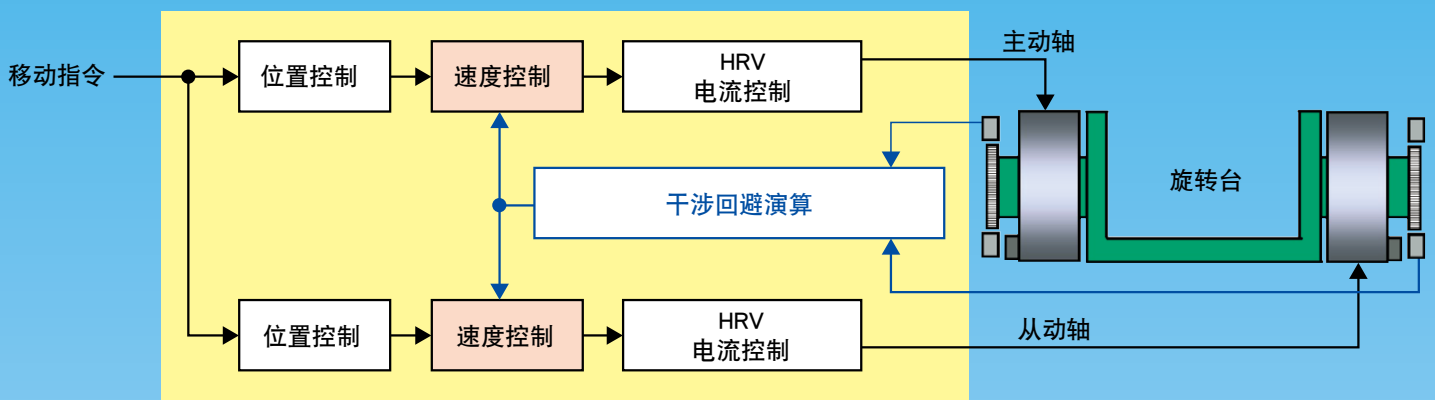 移动指令
位置控制
速度控制
HRV
电流控制
主动轴
干涉回避演算
旋转台
位置控制
速度控制
HRV
电流控制
从动轴